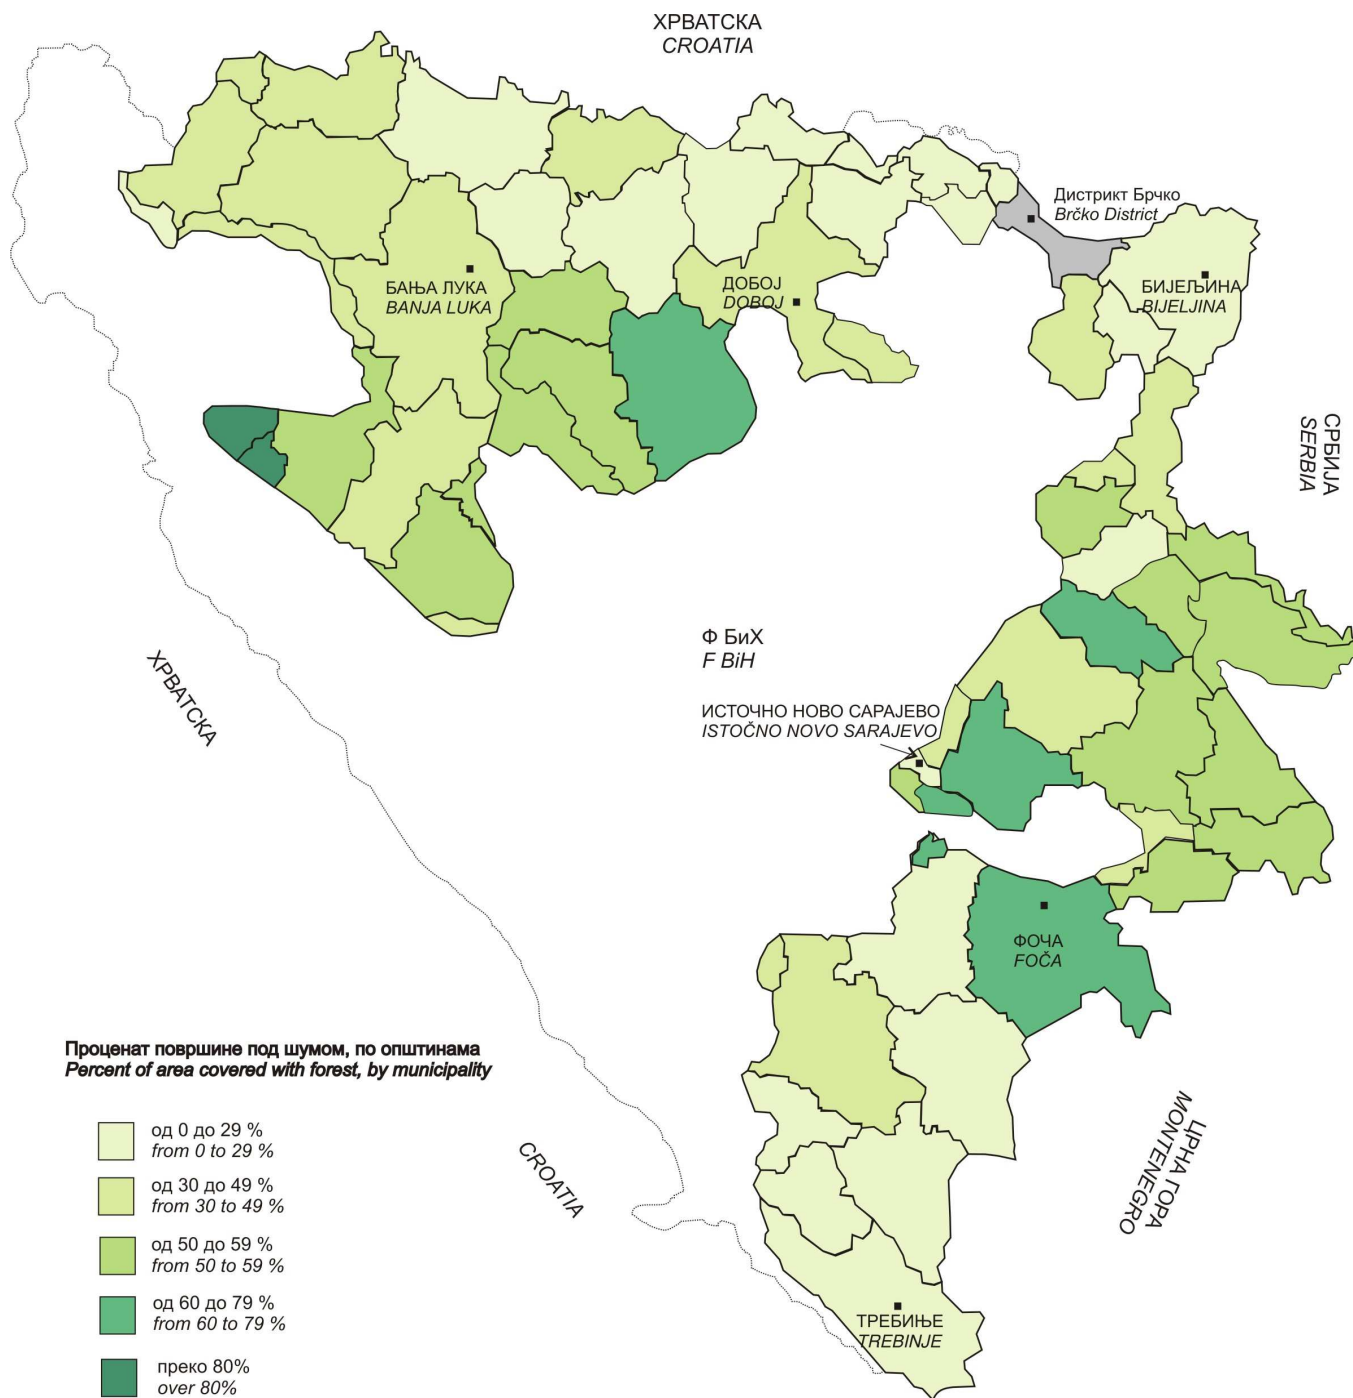 ХРВАТСКА
CROATIA
Дистрикт Брчко
Brčko District
БАЊА ЛУКА
BANJA LUKA
ДОБОЈ
DOBOJ
БИЈЕЉИНА
BIJELJINA
СРБИЈА
SERBIA
Ф БиХ
F BiH
ХРВАТСКА
ИСТОЧНО НОВО САРАЈЕВО
ISTOČNO NOVO SARAJEVO
ФОЧА
FOČA
Проценат површине под шумом, по општинама
Percent of area covered with forest, by municipality
ЦРНА ГОРА
MONTENEGRO
CROATIA
од 0 до 29 %
from 0 to 29 %
од 30 до 49 %
from 30 to 49 %
од 50 до 59 %
from 50 to 59 %
од 60 до 79 %
from 60 to 79 %
преко 80%
over 80%
ТРЕБИЊЕ
TREBINJE